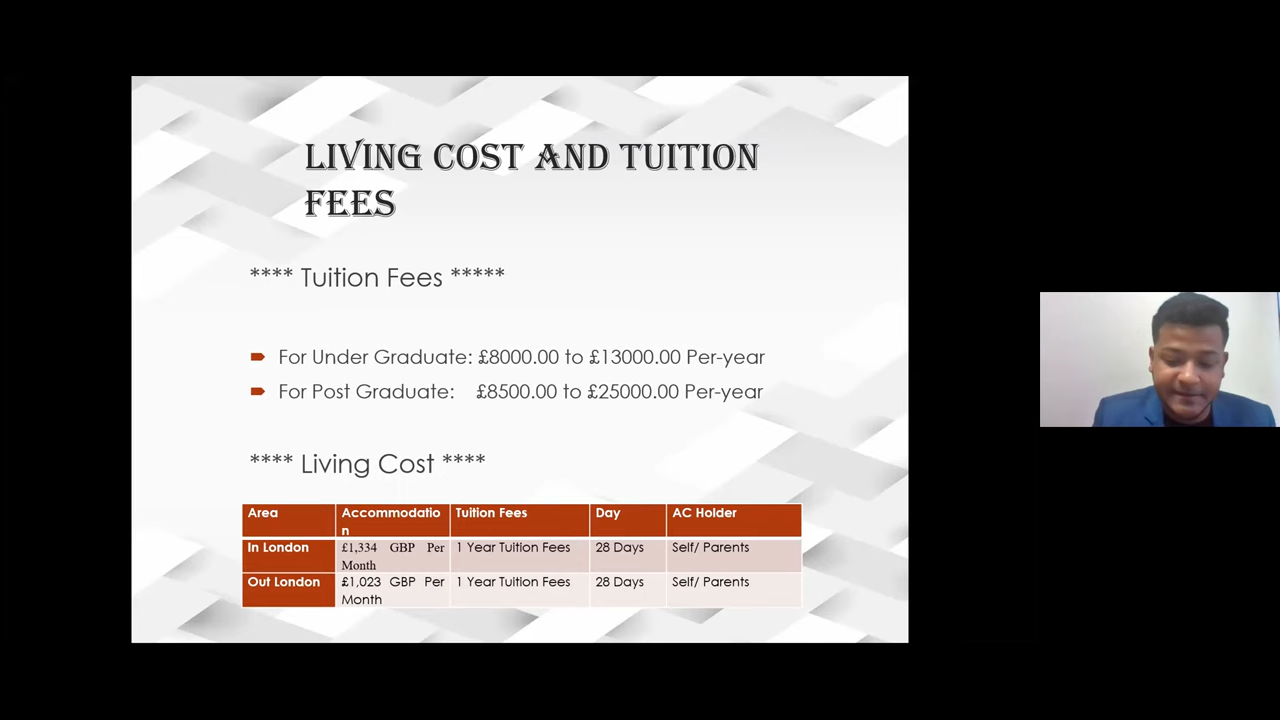 LIVING COST AND TUITION
FEES
**** Tuition Fees *****
For Under Graduate: £8000.00 to £13000.00 Per-year
For Post Graduate: £8500.00 to £25000.00 Per-year
**** Living Cost ****
Area Accommodatio Tuition Fees Day AC Holder
n
In London £1,334 GBP Per 1 Year Tuition Fees 28 Days Self/ Parents
Month
Out London £1,023 GBP Per 1 Year Tuition Fees 28 Days Self/ Parents
Month